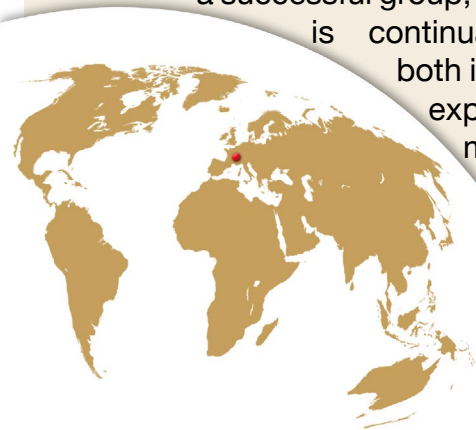 a successful group,
is continua
both i
exp